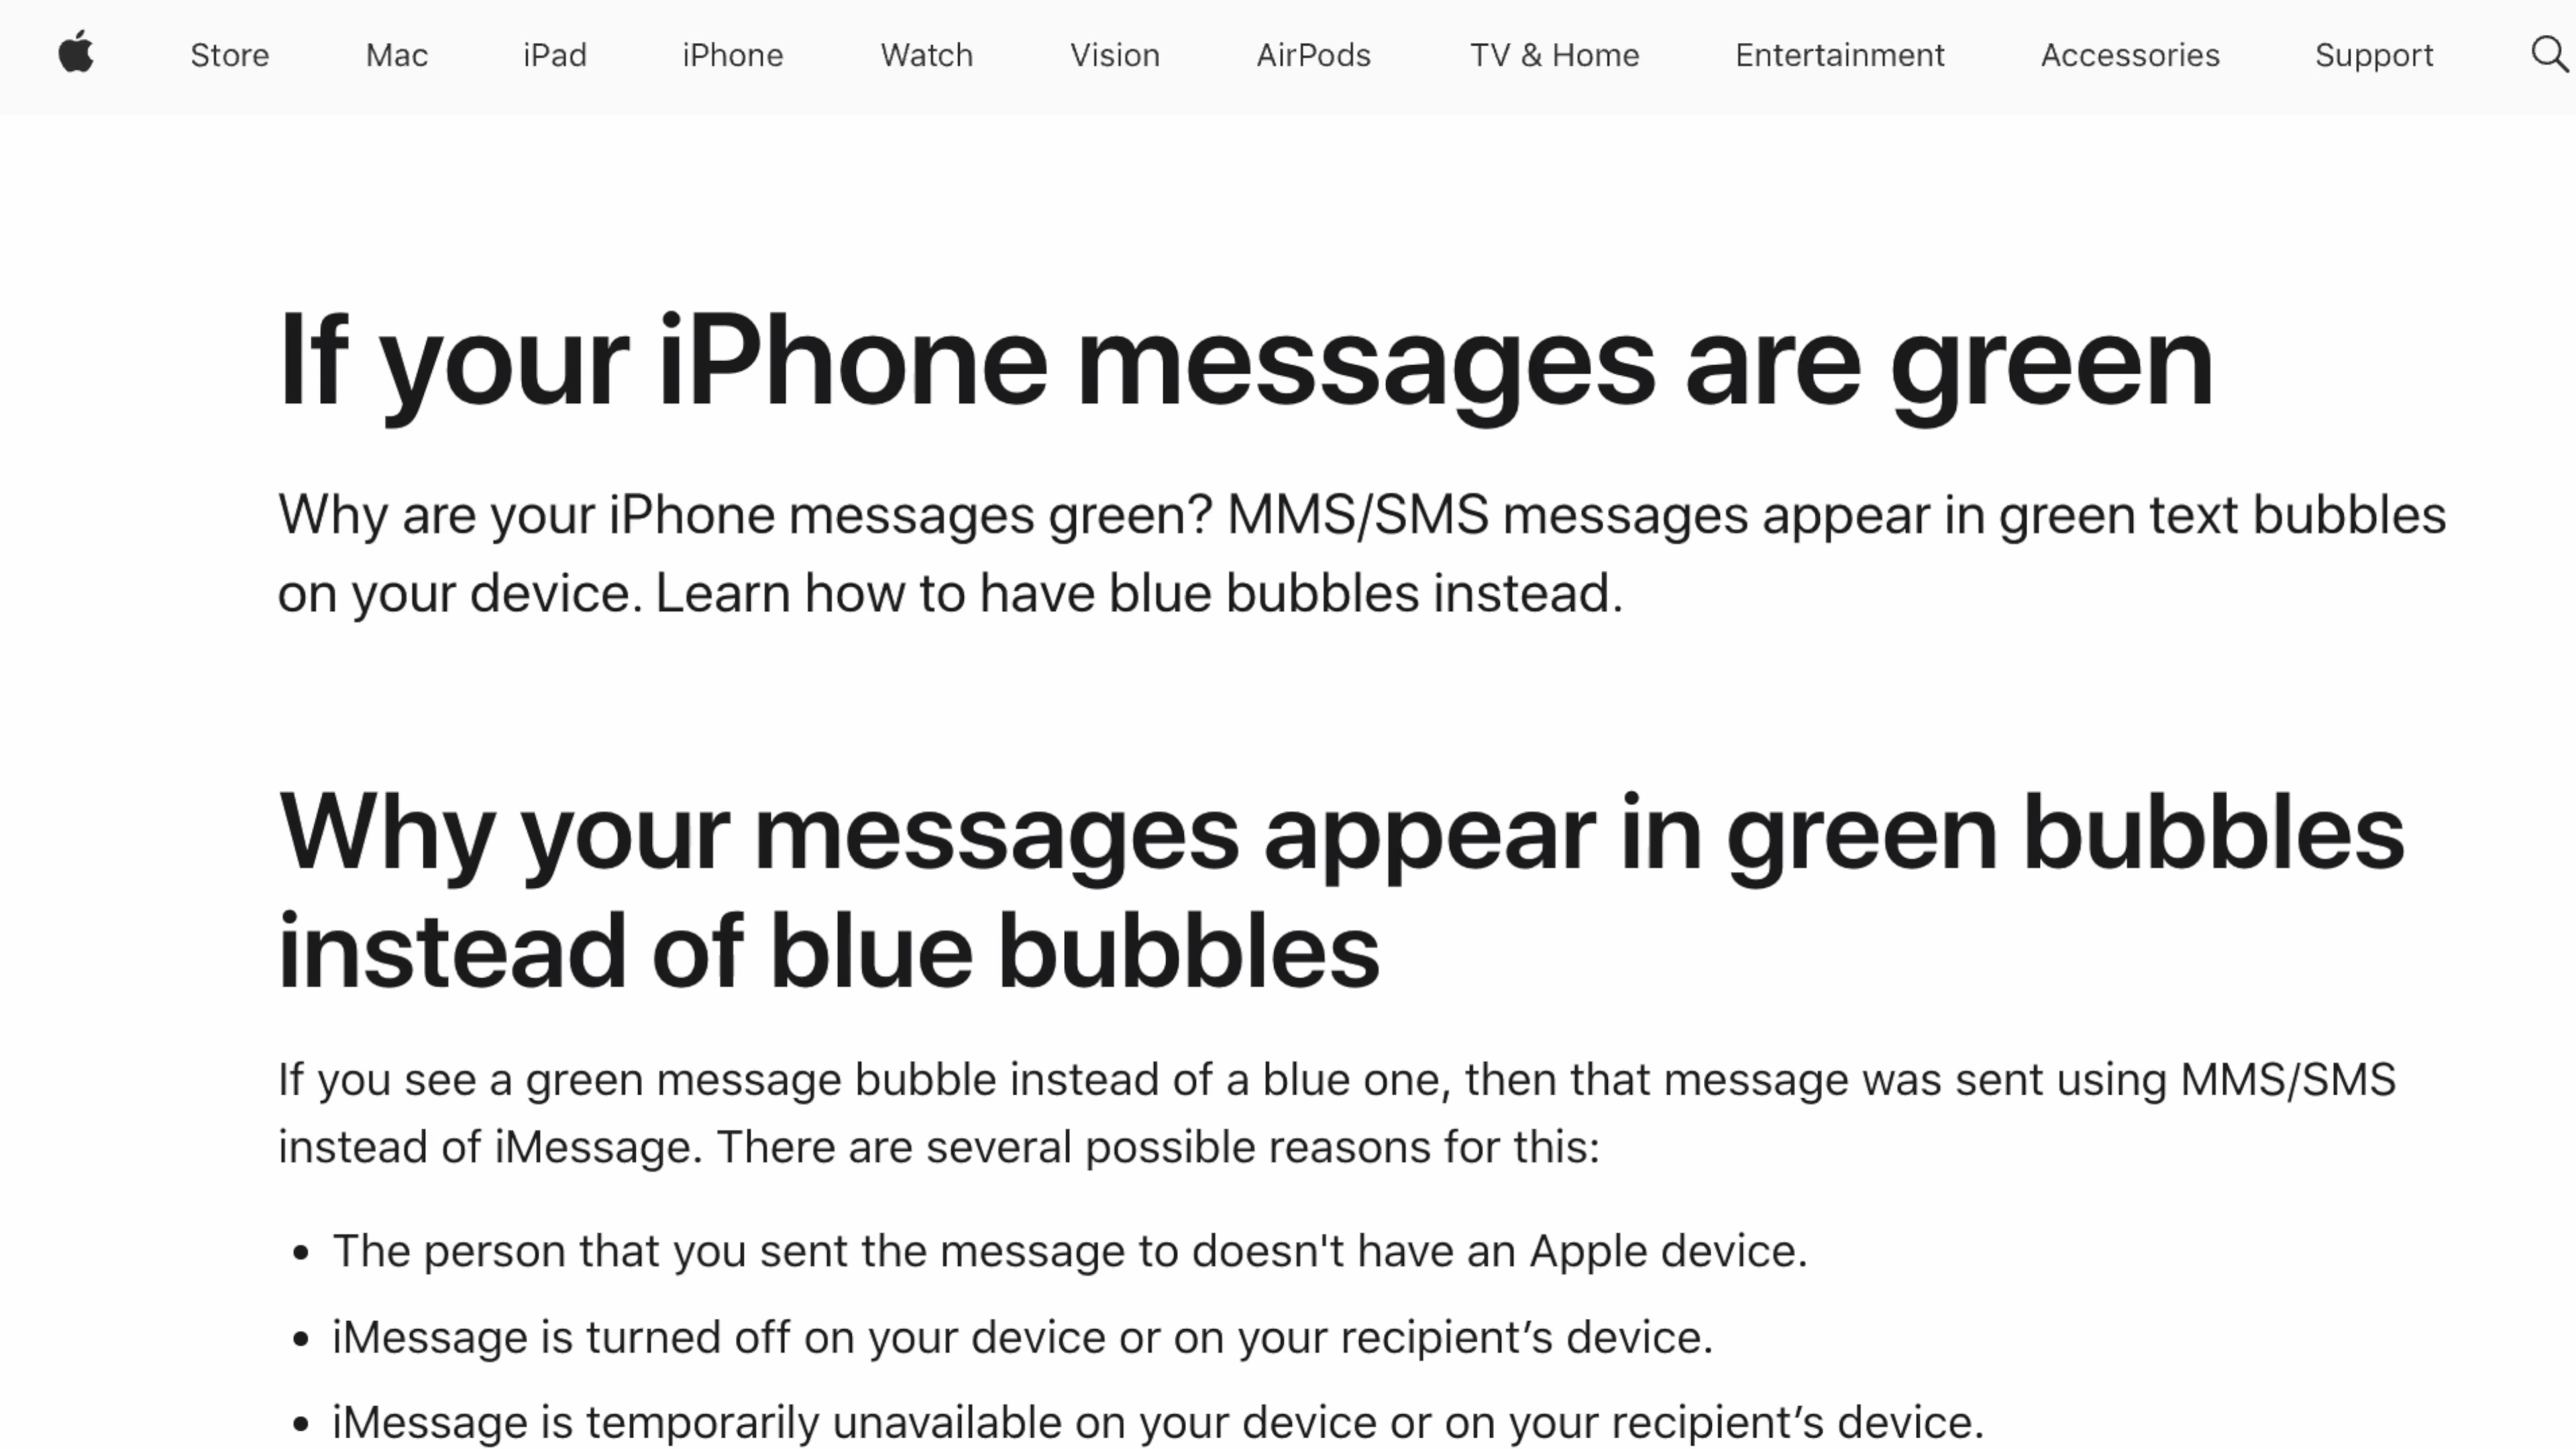 Store Mac iPad iPhone Watch Vision AirPods TV & Home Entertainment Accessories Support
If your iPhone messages are green
Why are your iPhone messages green? MMS/SMS messages appear in green text bubbles
on your device. Learn how to have blue bubbles instead.
Why your messages appear in green bubbles
instead of blue bubbles
If you see a green message bubble instead of a blue one, then that message was sent using MMS/SMS
instead of iMessage. There are several possible reasons for this:
• The person that you sent the message to doesn't have an Apple device.
• iMessage is turned off on your device or on your recipient’s device.
• iMessage is temporarily unavailable on your device or on your recipient’s device.